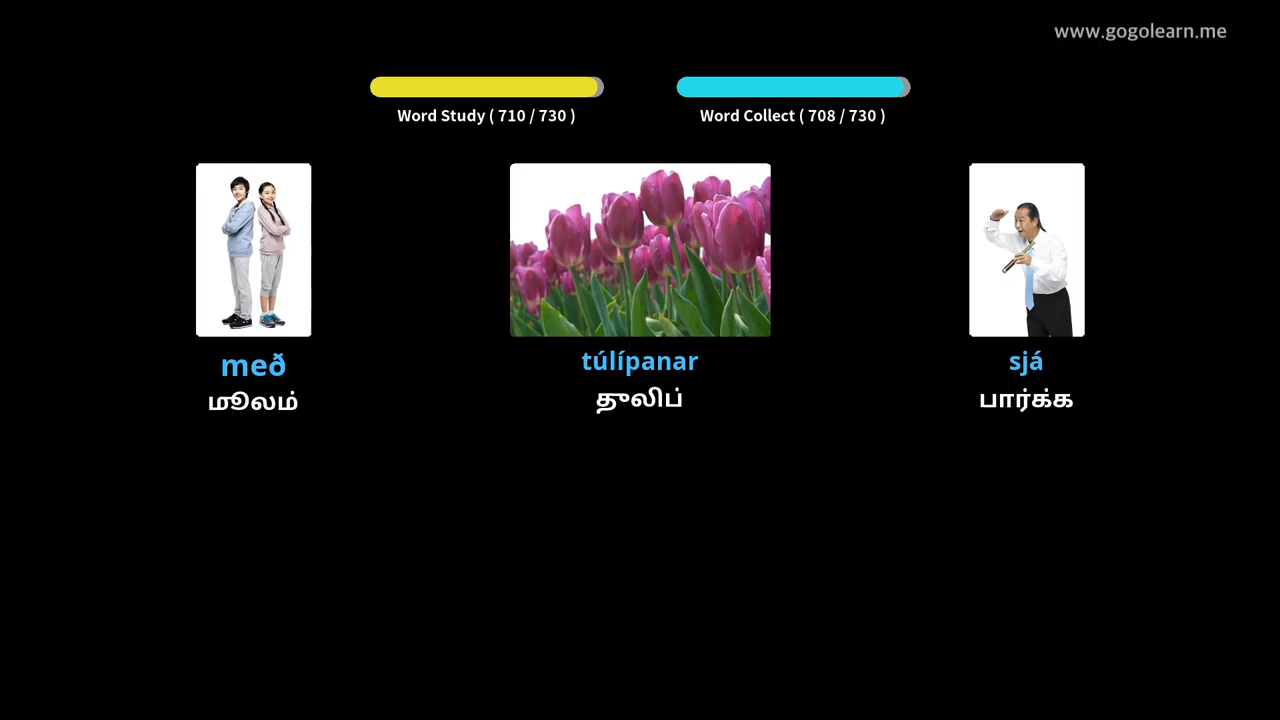 www.gogolearn.me
Word Study ( 710 / 730 )
Word Collect ( 708 / 730 )
með
túlípanar
sjá
மூலம்
துலிப்
பார்க்க